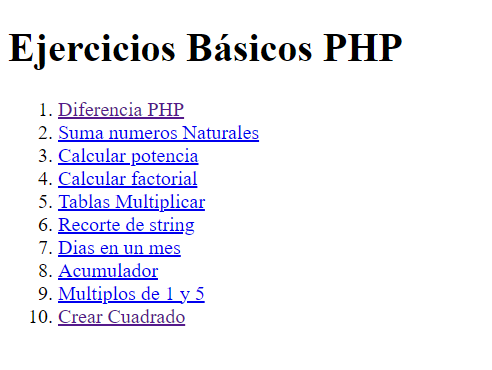 Ejercicios Básicos PHP
1. Diferencia PHP
2. Suma numeros Naturales
3. Calcular potencia
4. Calcular factorial
5. Tablas Multiplicar
6. Recorte de string
7. Dias en un mes
8. Acumulador
9. Multiplos de 1 y 5
10. Crear Cuadrado